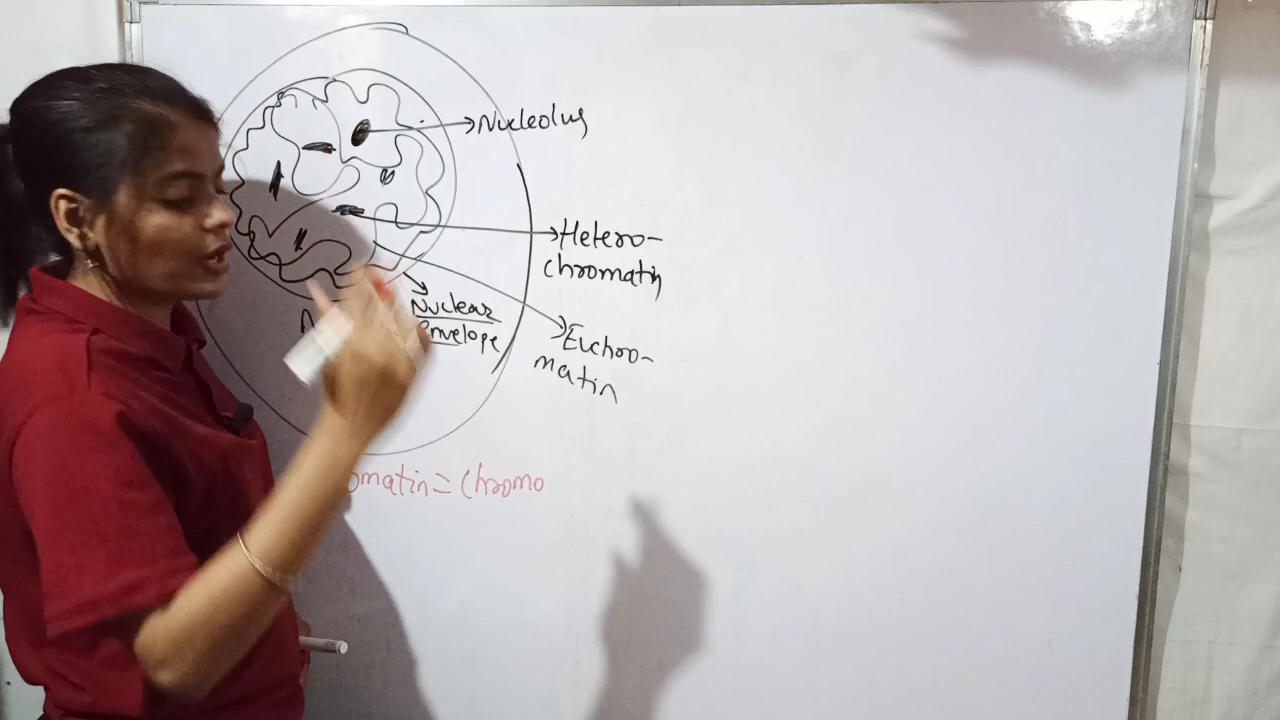 Nucleolus
Hetero-
chromatin
Nuclear
Envelope
Euchro-
matin
omatin = Chromo